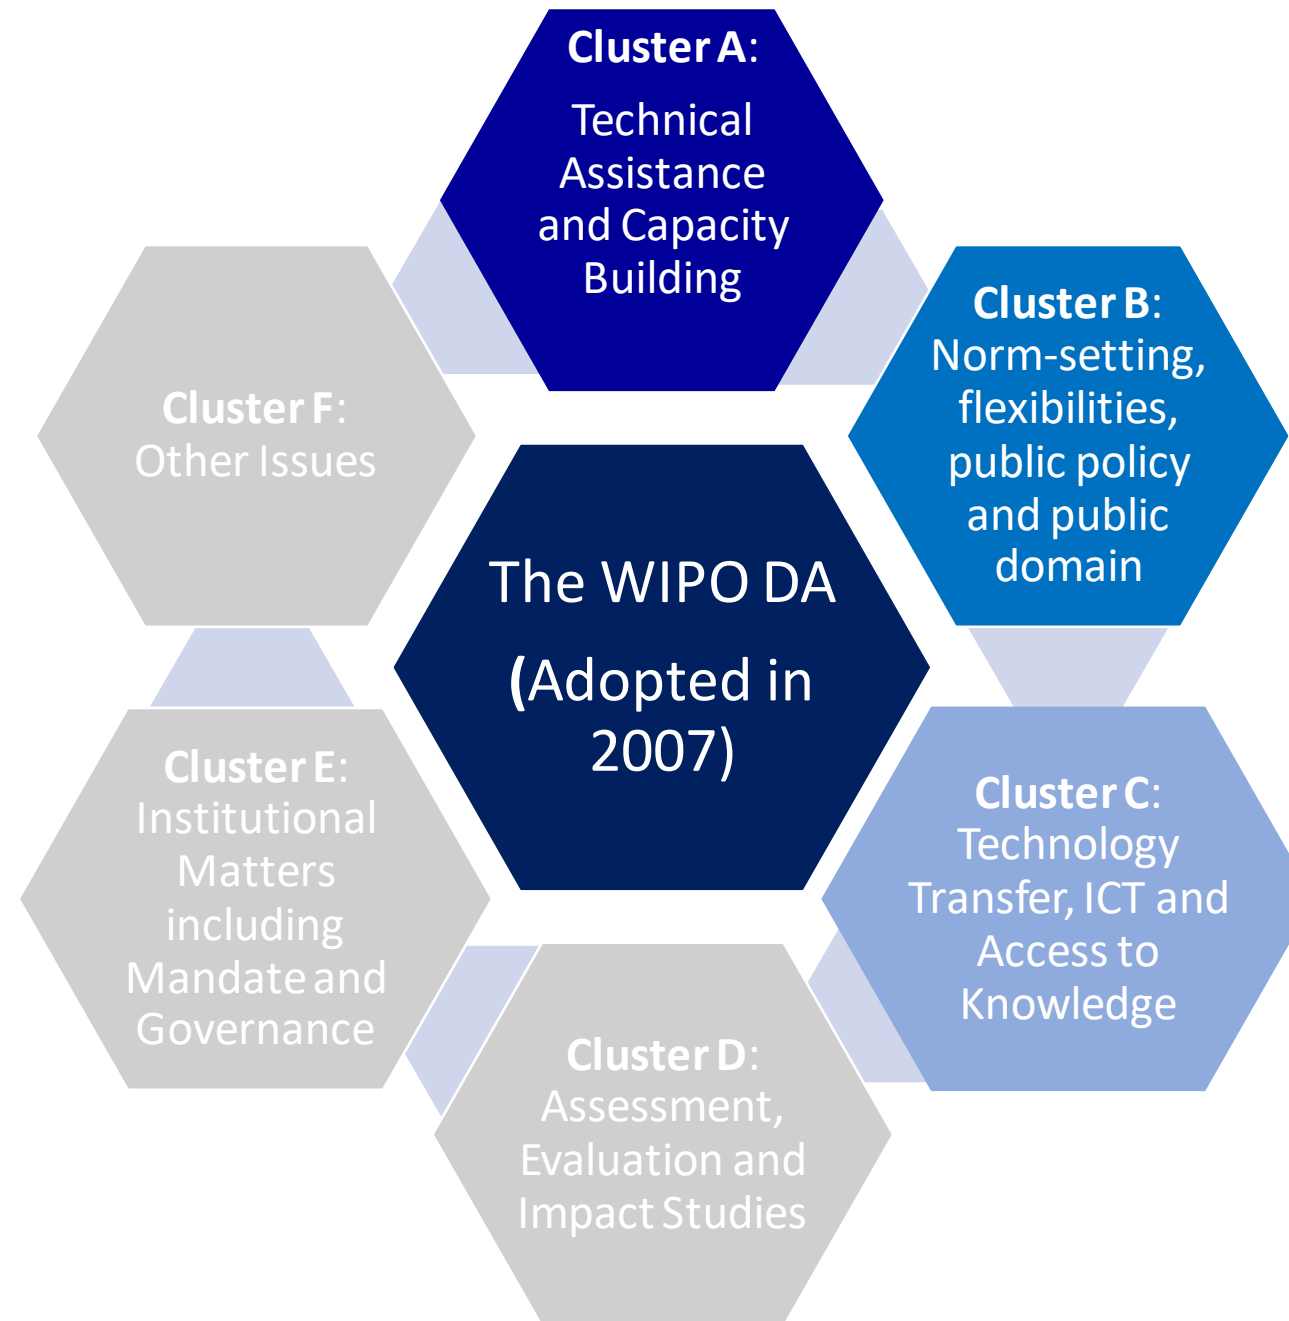 Cluster A:
Technical
Assistance
and Capacity
Building
Cluster B:
Norm-setting,
flexibilities,
public policy
and public
domain
Cluster F:
Other Issues
The WIPO DA
(Adopted in
2007)
Cluster E:
Institutional
Matters
including
Mandate and
Governance
Cluster C:
Technology
Transfer, ICT and
Access to
Knowledge
Cluster D:
Assessment,
Evaluation and
Impact Studies